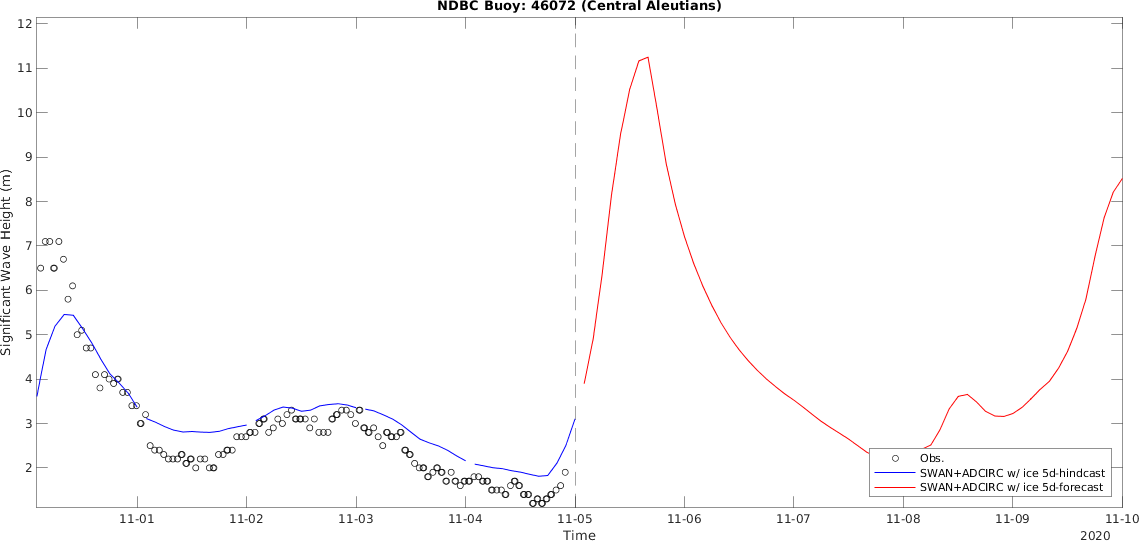 NDBC Buoy: 46072 (Central Aleutians)
12
11
10
9
8
7
6
5
4
3
2
Significant Wave Height (m)
Obs.
SWAN+ADCIRC w/ ice 5d-hindcast
SWAN+ADCIRC w/ ice 5d-forecast
11-01 11-02 11-03 11-04 11-05 11-06 11-07 11-08 11-09 11-10
Time
2020